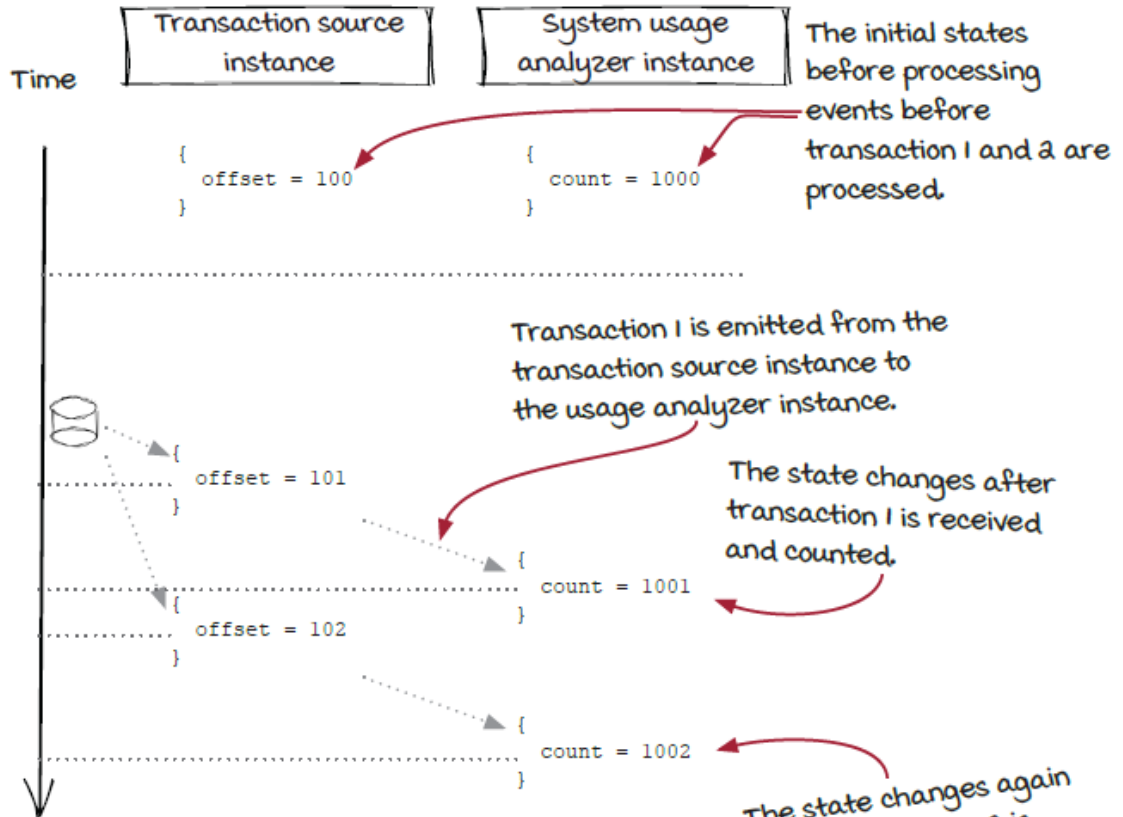 Transaction source
instance
System usage
analyzer instance
Time
The initial states
before processing
events before
transaction 1 and 2 are
processed.
{
offset = 100
}
{
count = 1000
}
Transaction 1 is emitted from the
transaction source instance to
the usage analyzer instance.
{
offset = 101
}
The state changes after
transaction 1 is received
and counted.
{
count = 1001
}
{
offset = 102
}
{
count = 1002
}
The state changes again